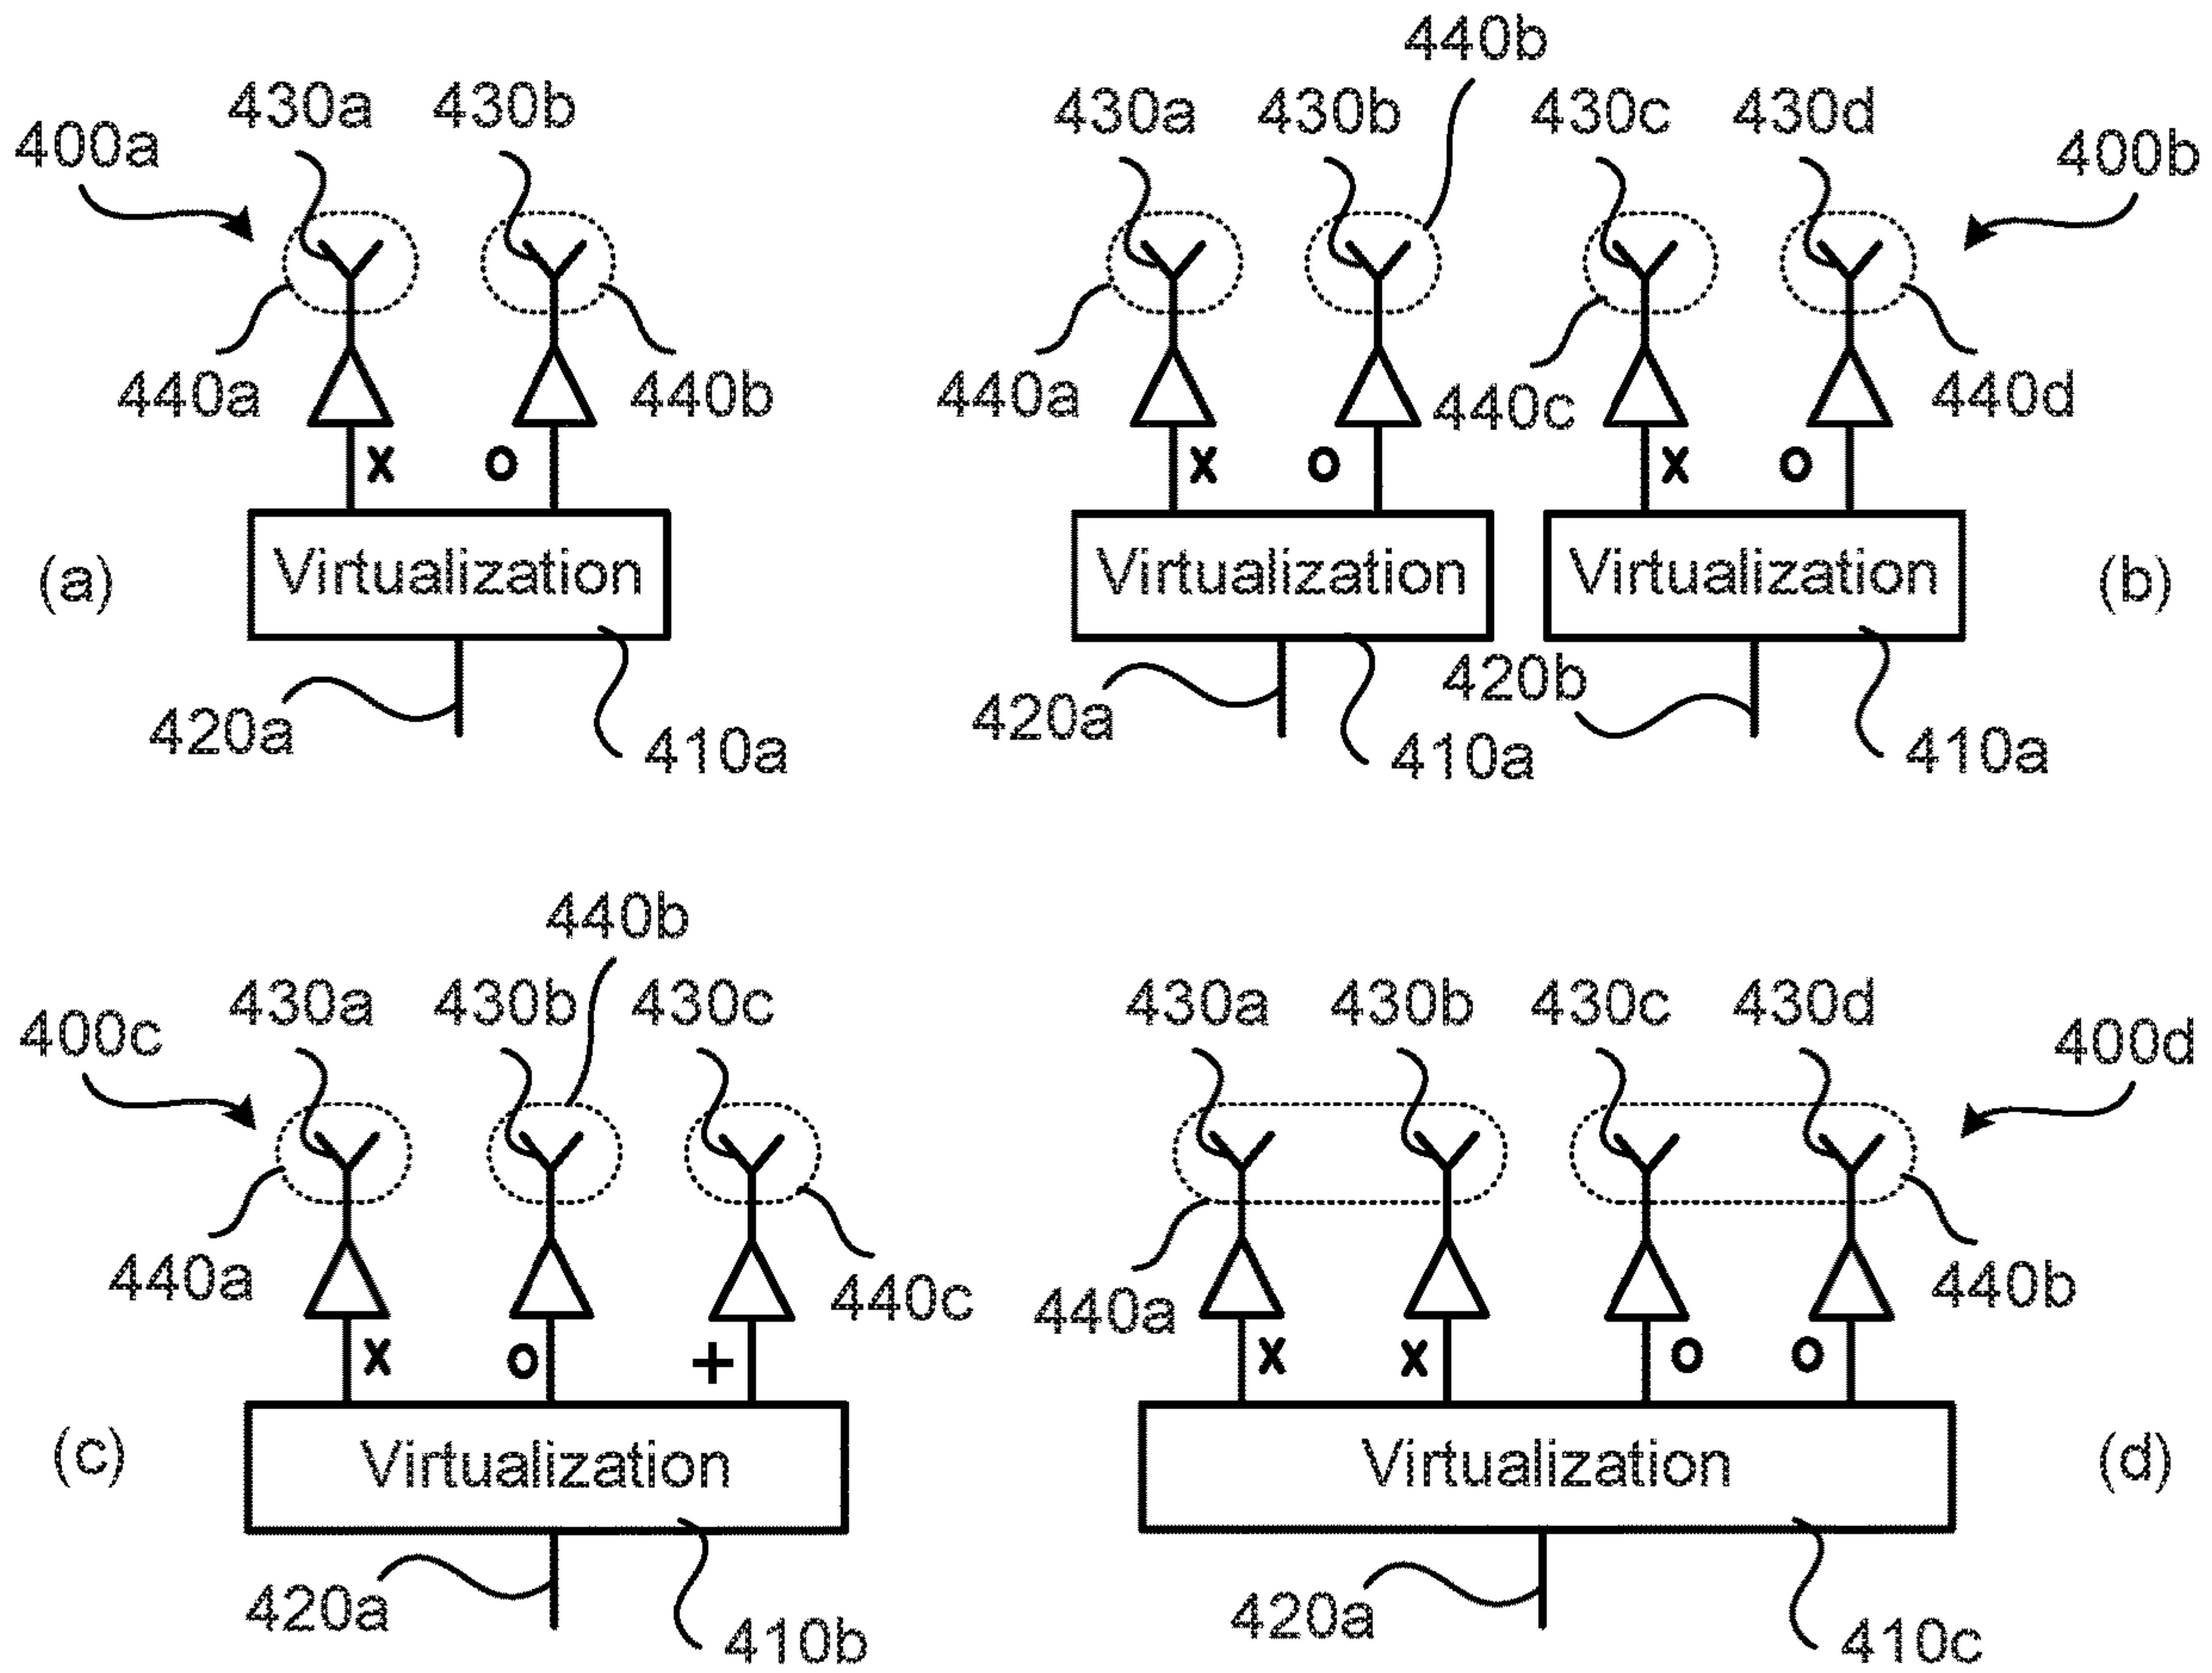 440b
430a 430b 430a 430b 430c 430d
400a 400b
440a 440b 440a 440c 440d
x o x o x o
(a) Virtualization Virtualization Virtualization (b)
420a 410a 420a 410a 420b 410a
440b
430a 430b 430c 430a 430b 430c 430d
400c 400d
440a 440c 440a 440b
x o + x x o o
(c) Virtualization Virtualization (d)
420a 410b 420a 410c